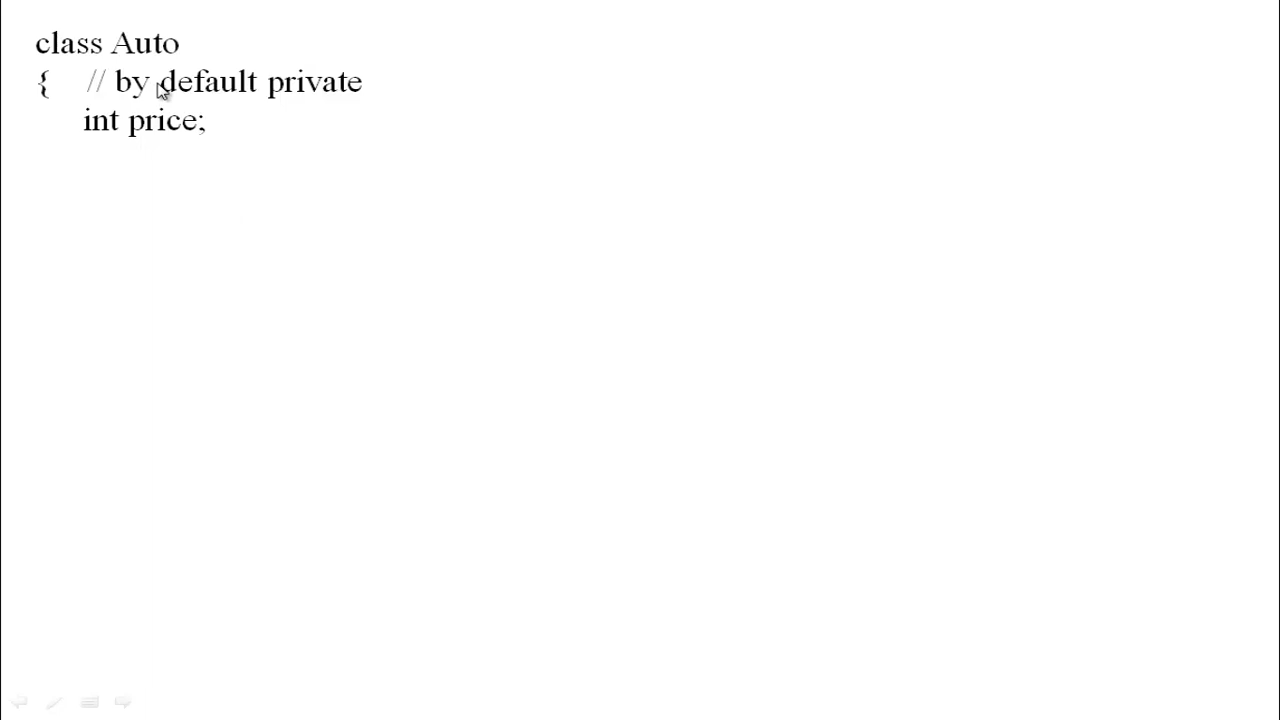 class Auto
{ // by default private
int price;